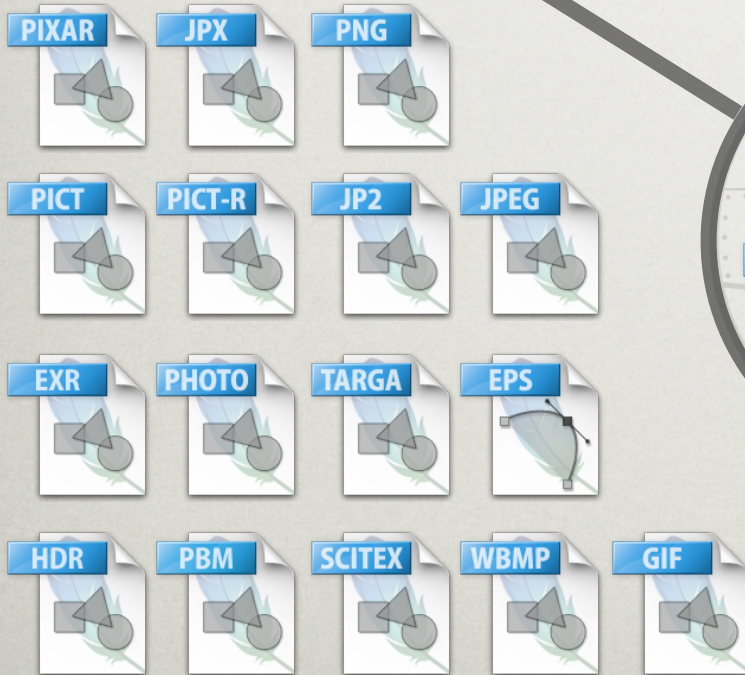 PIXAR JPX PNG
PICT PICT-R JP2 JPEG
EXR PHOTO TARGA EPS
HDR PBM SCITEX WBMP GIF